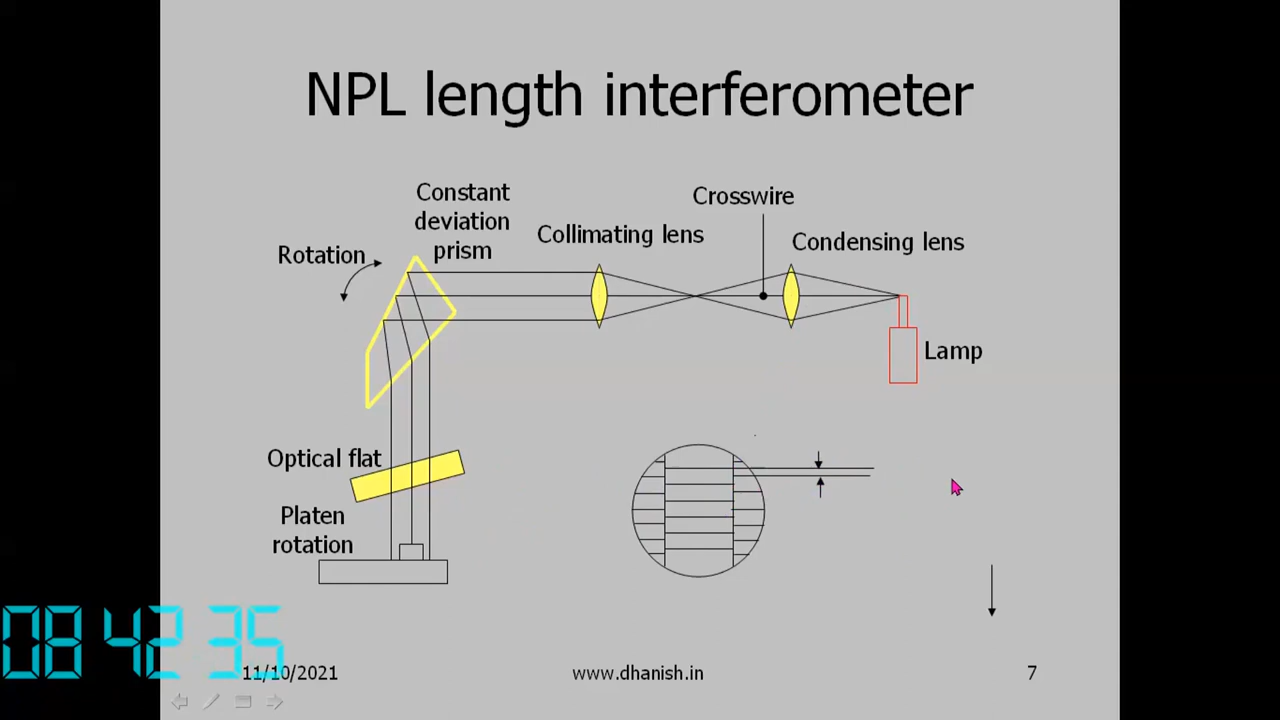 NPL length interferometer
Constant
deviation
prism
Crosswire
Collimating lens
Condensing lens
Rotation
Lamp
Optical flat
Platen
rotation
08 42 35
11/10/2021
www.dhanish.in
7